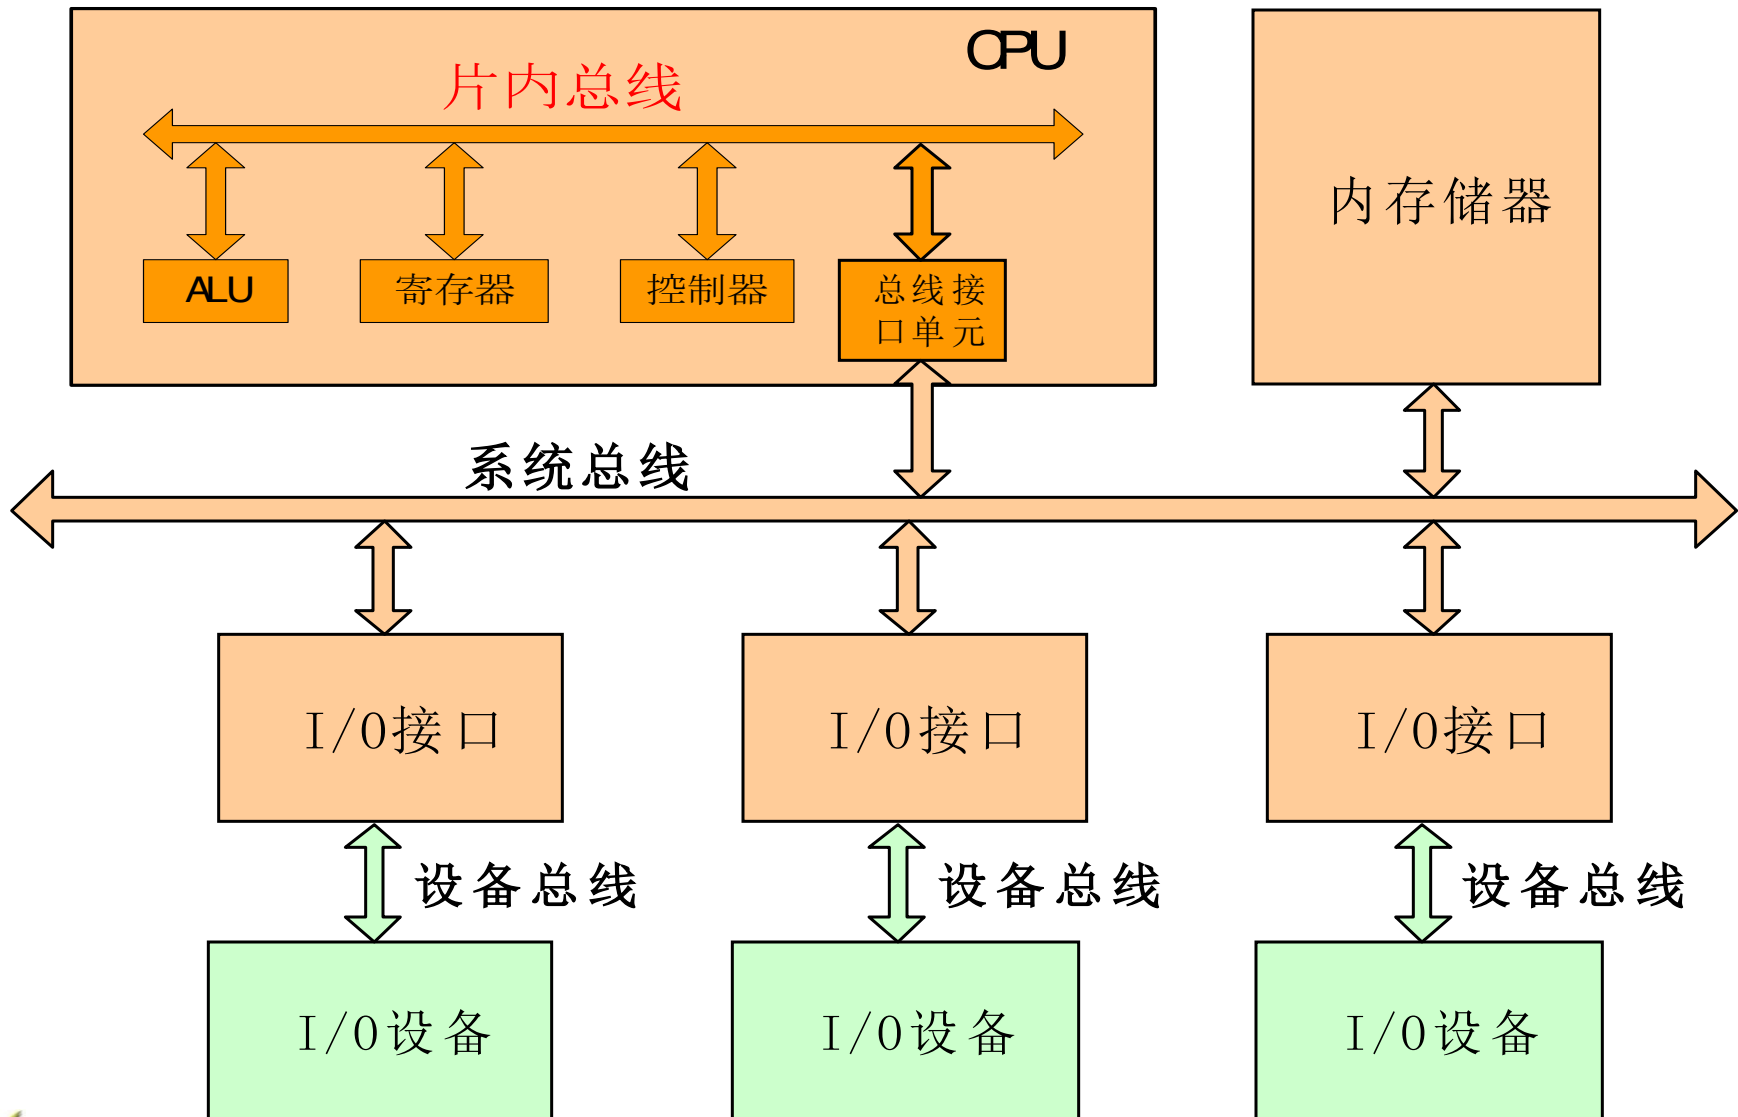 CPU
片内总线
内存储器
ALU
寄存器
控制器
总线接
口单元
系统总线
I/O接口
I/O接口
I/O接口
设备总线
设备总线
设备总线
I/O设备
I/O设备
I/O设备